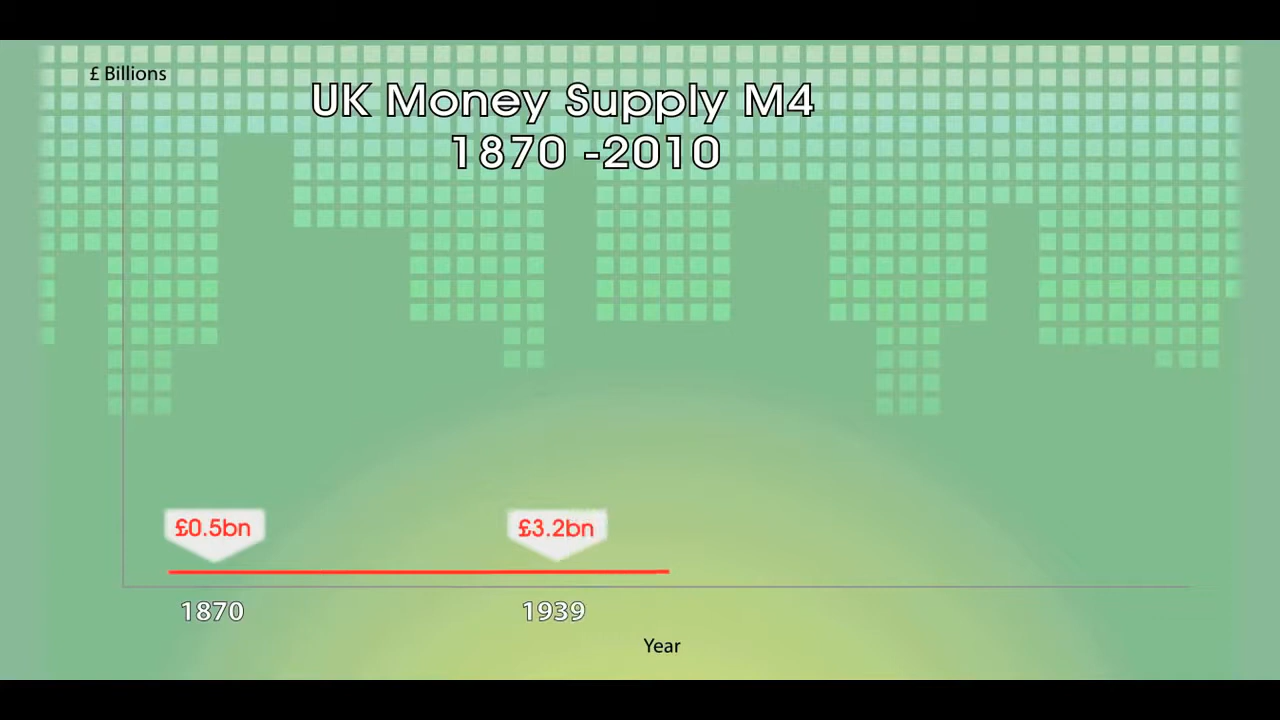 £ Billions
UK Money Supply M4
1870 -2010
£0.5bn
£3.2bn
1870
1939
Year